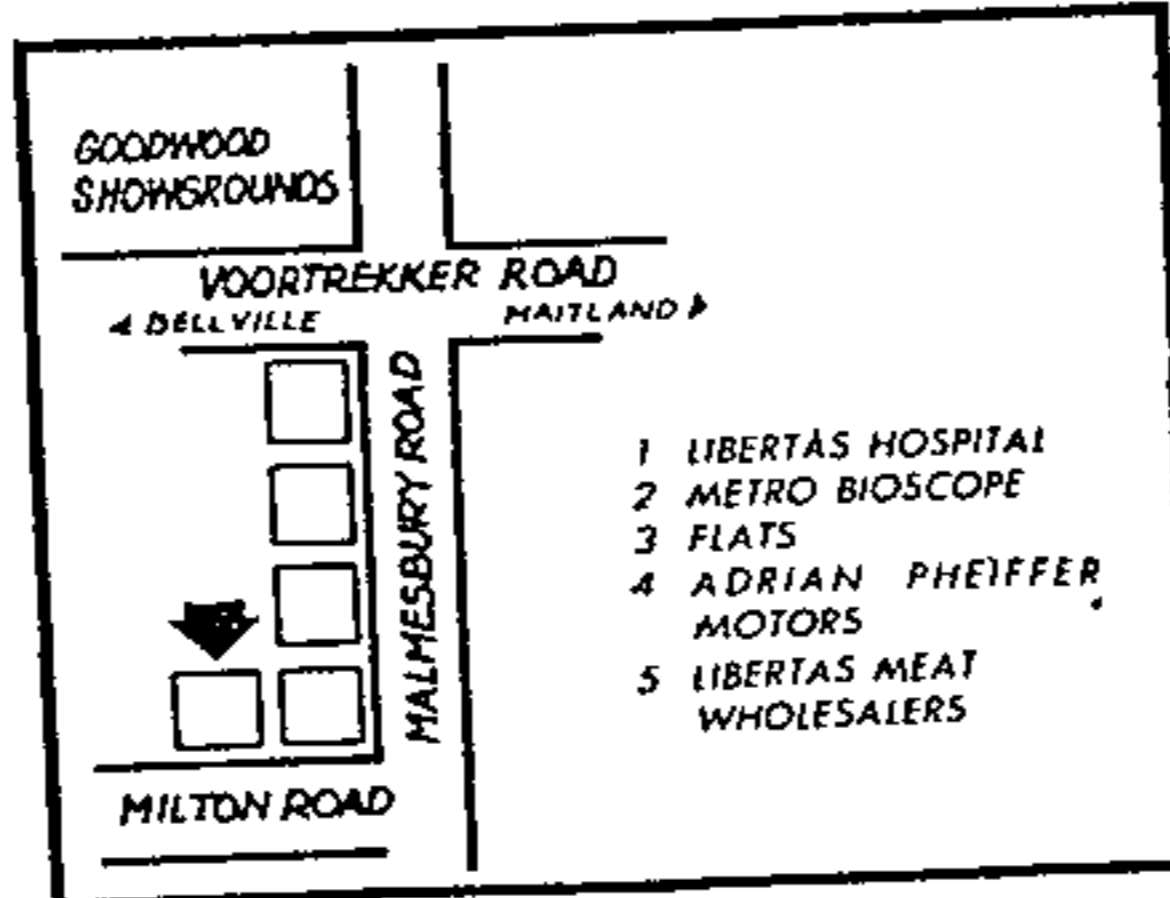 GOODWOOD
SHOWGROUNDS
VOORTREKKER ROAD
DELLVILLE
MAITLAND
MALMESBURY ROAD
MILTON ROAD
1 LIBERTAS HOSPITAL
2 METRO BIOSCOPE
3 FLATS
4 ADRIAN PHEIFFER
MOTORS
5 LIBERTAS MEAT
WHOLESALERS